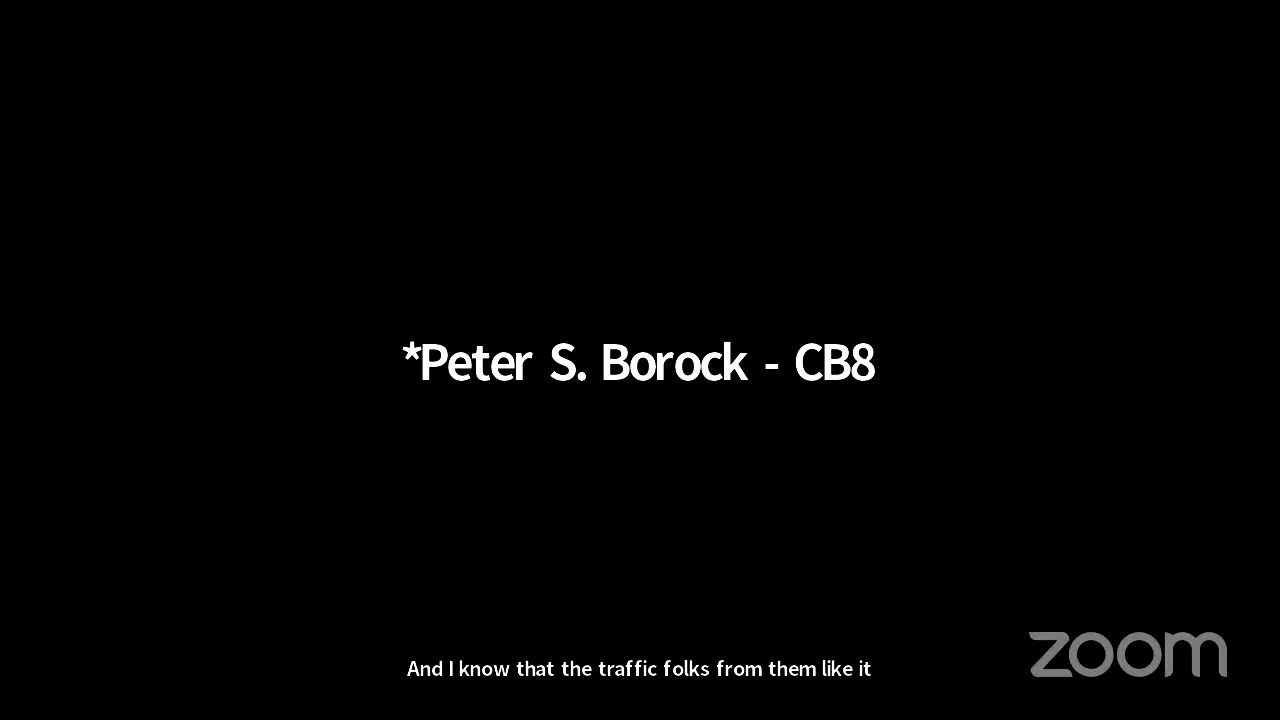 *Peter S. Borock - CB8
And I know that the traffic folks from them like it
zoom